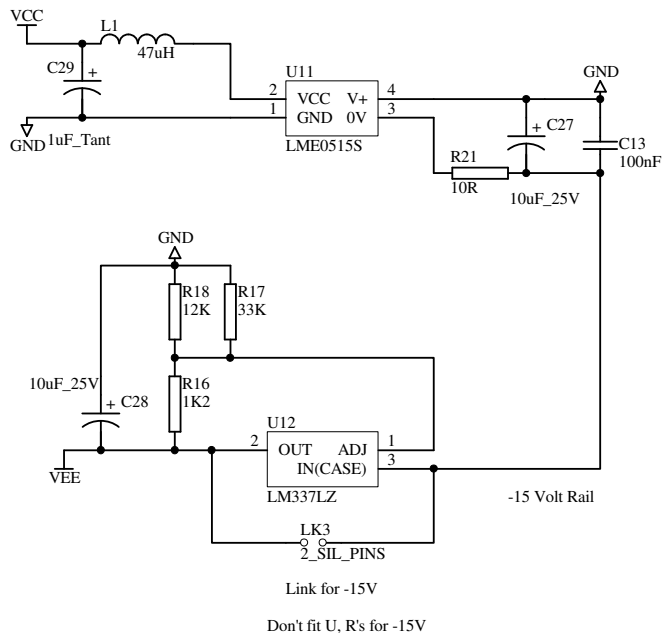 VCC
L1
47uH
C29
+
GND
1uF_Tant
U11
2 VCC V+ 4
1 GND 0V 3
LME0515S
GND
+
C27
C13
100nF
R21
10R
10uF_25V
GND
R18
12K
R17
33K
10uF_25V
+
C28
R16
1K2
U12
2 OUT ADJ 1
IN(CASE) 3
LM337LZ
VEE
-15 Volt Rail
LK3
2_SIL_PINS
Link for -15V
Don't fit U, R's for -15V